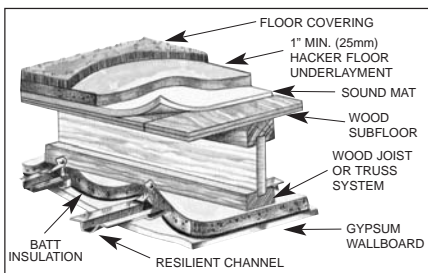 FLOOR COVERING
1” MIN. (25mm)
HACKER FLOOR
UNDERLAYMENT
SOUND MAT
WOOD
SUBFLOOR
WOOD JOIST
OR TRUSS
SYSTEM
GYPSUM
WALLBOARD
BATT
INSULATION
RESILIENT CHANNEL